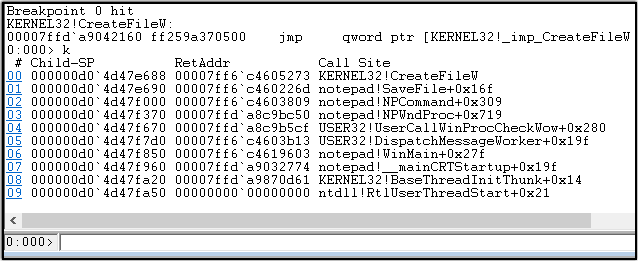 Breakpoint 0 hit
KERNEL32!CreateFileW:
00007ffd`a9042160 ff259a370500 jmp qword ptr [KERNEL32!_imp_CreateFileW
0:000> k
# Child-SP RetAddr Call Site
00 000000d0`4d47e688 00007ff6`c4605273 KERNEL32!CreateFileW
01 000000d0`4d47e690 00007ff6`c460226d notepad!SaveFile+0x16f
02 000000d0`4d47f000 00007ff6`c4603809 notepad!NPCommand+0x309
03 000000d0`4d47f370 00007ffd`a8c9bc50 notepad!NPWndProc+0x719
04 000000d0`4d47f670 00007ffd`a8c9b5cf USER32!UserCallWinProcCheckWow+0x280
05 000000d0`4d47f7d0 00007ff6`c4603b13 USER32!DispatchMessageWorker+0x19f
06 000000d0`4d47f850 00007ff6`c4619603 notepad!WinMain+0x27f
07 000000d0`4d47f960 00007ffd`a9032774 notepad!__mainCRTStartup+0x19f
08 000000d0`4d47fa20 00007ffd`a9870d61 KERNEL32!BaseThreadInitThunk+0x14
09 000000d0`4d47fa50 00000000`00000000 ntdll!RtlUserThreadStart+0x21
0:000>